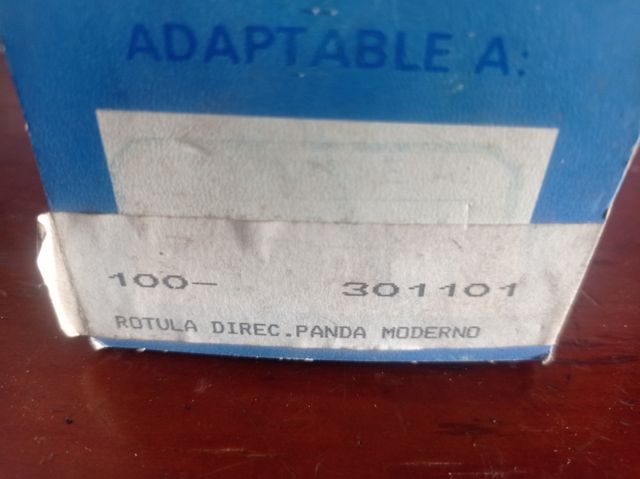 ADAPTABLE A:
100- 301101
ROTULA DIREC.PANDA MODERNO